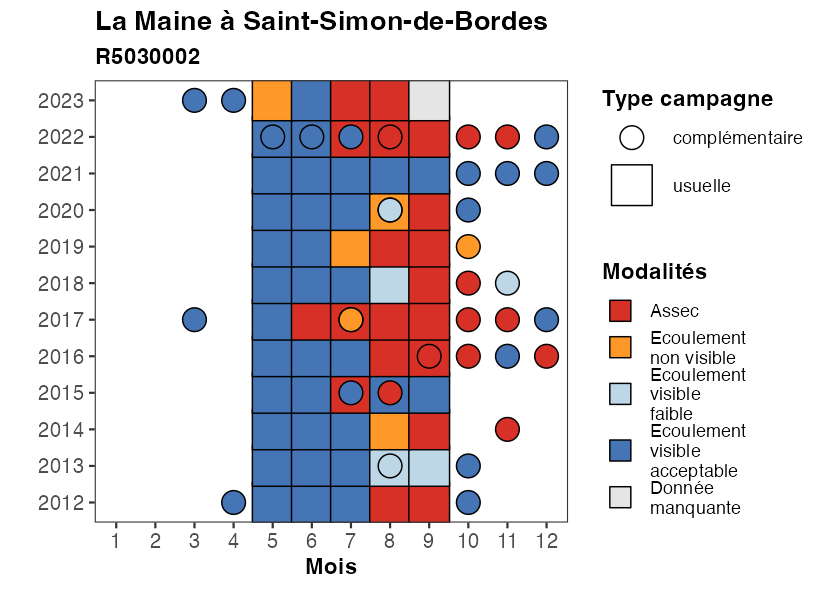 La Maine à Saint-Simon-de-Bordes
R5030002
2023
2022
2021
2020
2019
2018
2017
2016
2015
2014
2013
2012
1 2 3 4 5 6 7 8 9 10 11 12
Mois
Type campagne
complémentaire
usuelle
Modalités
Assec
Ecoulement
non visible
Ecoulement
visible
faible
Ecoulement
visible
acceptable
Donnée
manquante